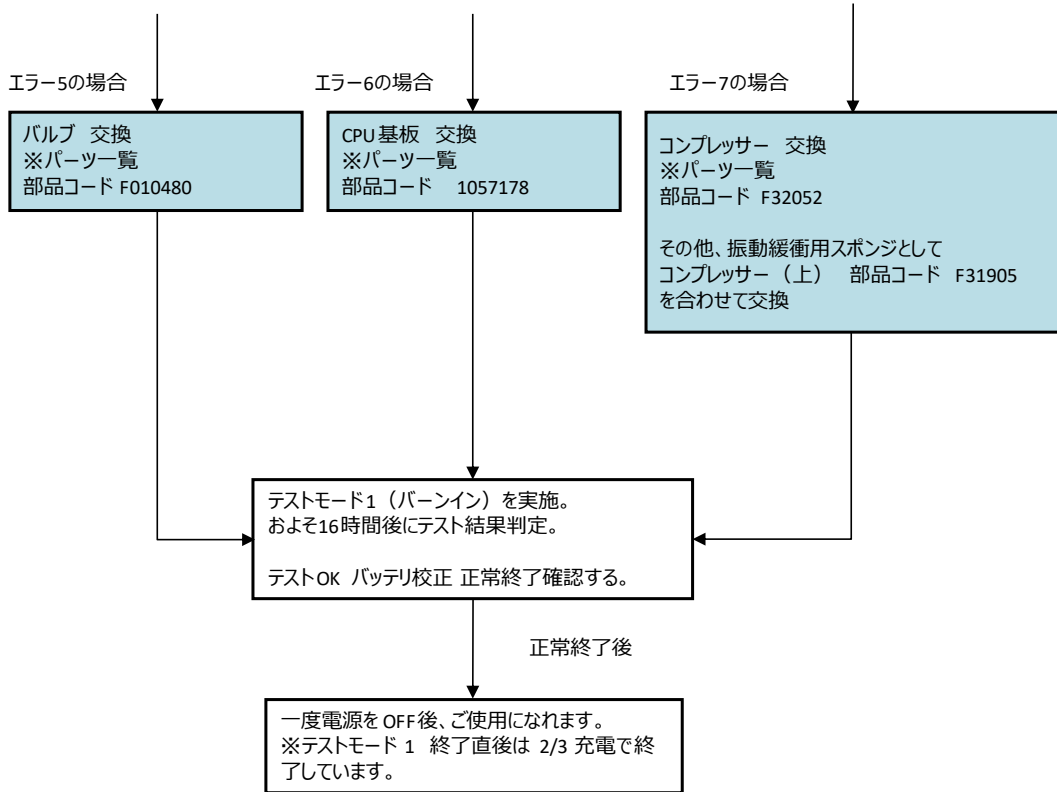 エラー5の場合
エラー6の場合
エラー7の場合
バルブ 交換
※パーツ一覧
部品コード F010480
CPU基板 交換
※パーツ一覧
部品コード 1057178
コンプレッサー 交換
※パーツ一覧
部品コード F32052
その他、振動緩衝用スポンジとして
コンプレッサー（上） 部品コード F31905
を合わせて交換
テストモード1（バーンイン）を実施。
およそ16時間後にテスト結果判定。
テストOK バッテリ校正 正常終了確認する。
正常終了後
一度電源をOFF後、ご使用になれます。
※テストモード 1 終了直後は 2/3 充電で終
了しています。